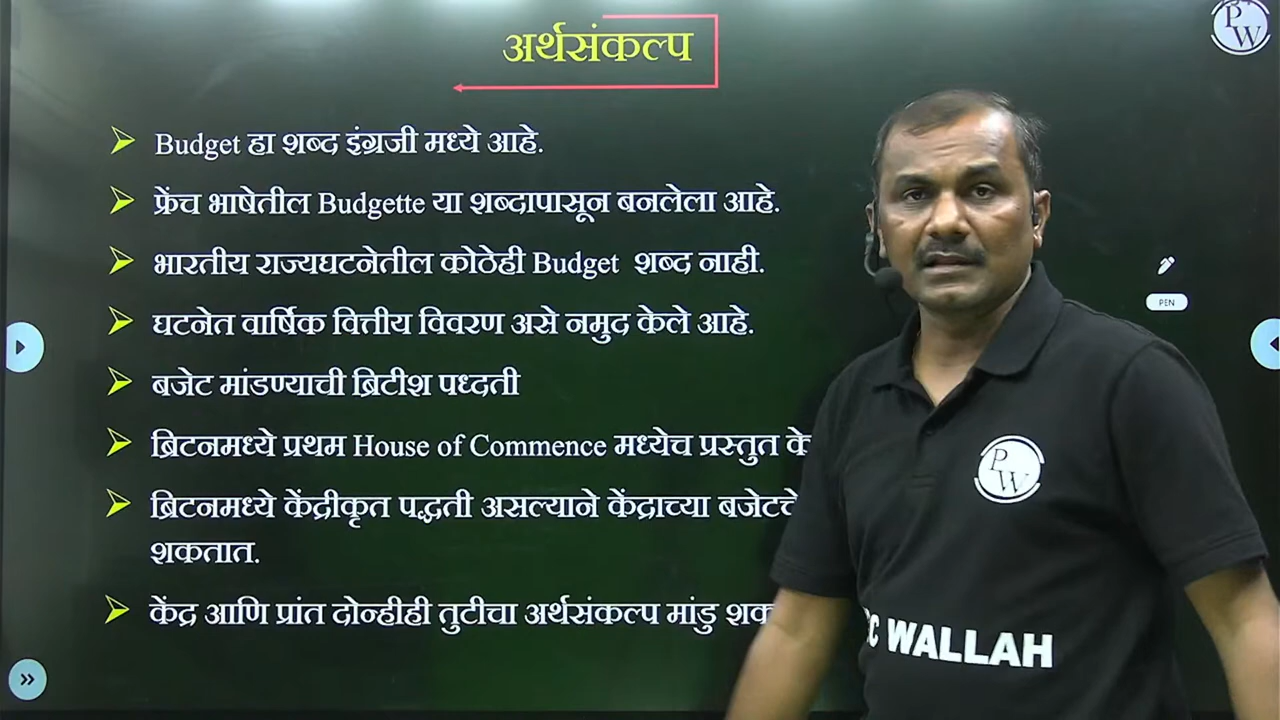 अर्थसंकल्प
PW
Budget हा शब्द इंग्रजी मध्ये आहे.
फ्रेंच भाषेतील Budgette या शब्दापासून बनलेला आहे.
भारतीय राज्यघटनेतील कोठेही Budget शब्द नाही.
PEN
घटनेत वार्षिक वित्तीय विवरण असे नमुद केले आहे.
बजेट मांडण्याची ब्रिटीश पध्दती
ब्रिटनमध्ये प्रथम House of Commence मध्येच प्रस्तुत
PW
ब्रिटनमध्ये केंद्रीकृत पद्धती असल्याने केंद्राच्या
शकतात.
केंद्र आणि प्रांत दोन्हीही तुटीचा अर्थसंकल्प मांडु
WALLAH